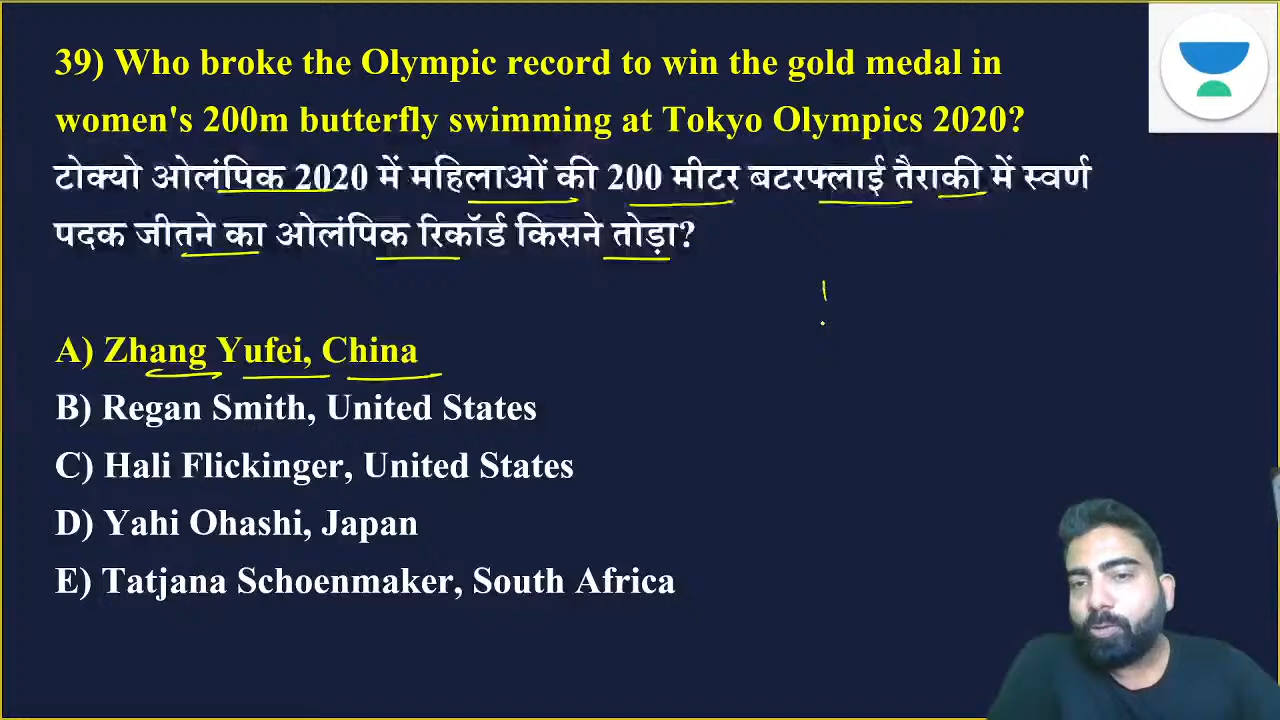 39) Who broke the Olympic record to win the gold medal in
women's 200m butterfly swimming at Tokyo Olympics 2020?
टोक्यो ओलंपिक 2020 में महिलाओं की 200 मीटर बटरफ्लाई तैराकी में स्वर्ण
पदक जीतने का ओलंपिक रिकॉर्ड किसने तोड़ा?
A) Zhang Yufei, China
B) Regan Smith, United States
C) Hali Flickinger, United States
D) Yahi Ohashi, Japan
E) Tatjana Schoenmaker, South Africa